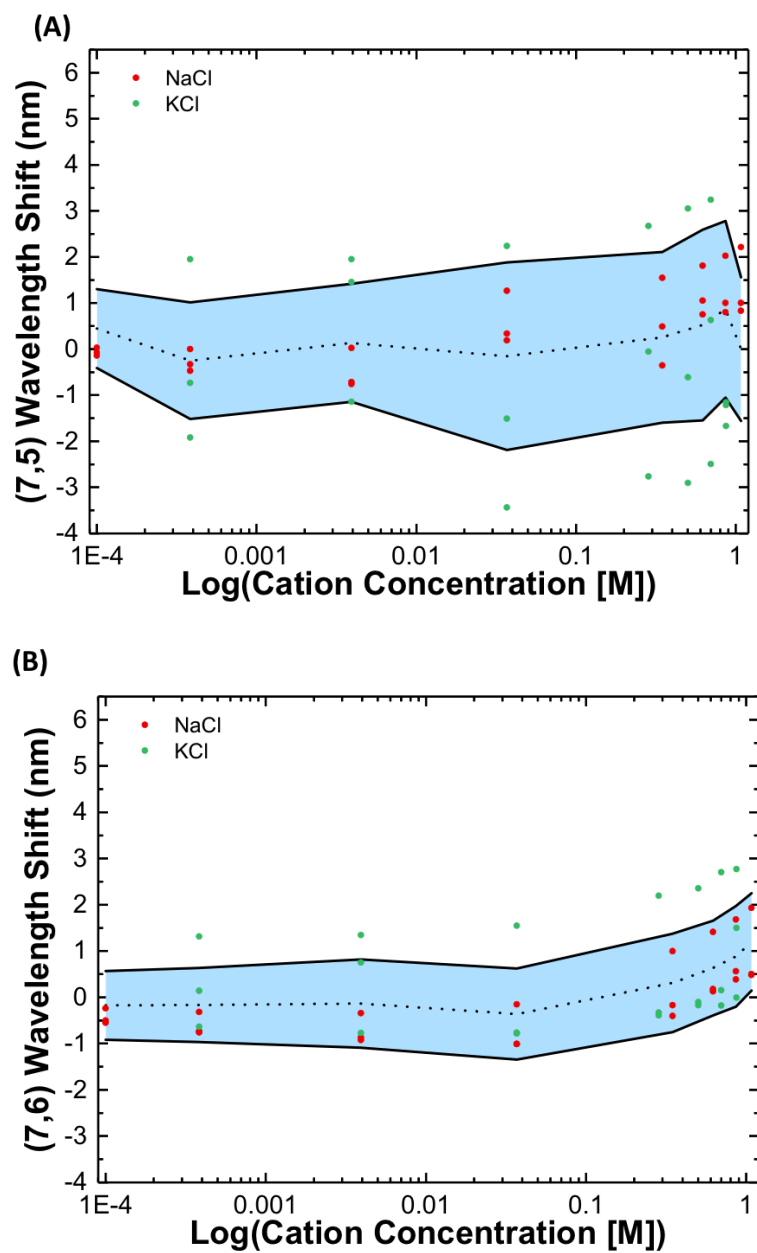 (A)
6
5
4
3
2
1
0
-1
-2
-3
-4
NaCl
KCl
(7,5) Wavelength Shift (nm)
1E-4 0.001 0.01 0.1 1
Log(Cation Concentration [M])
(B)
6
5
4
3
2
1
0
-1
-2
-3
-4
NaCl
KCl
(7,6) Wavelength Shift (nm)
1E-4 0.001 0.01 0.1 1
Log(Cation Concentration [M])